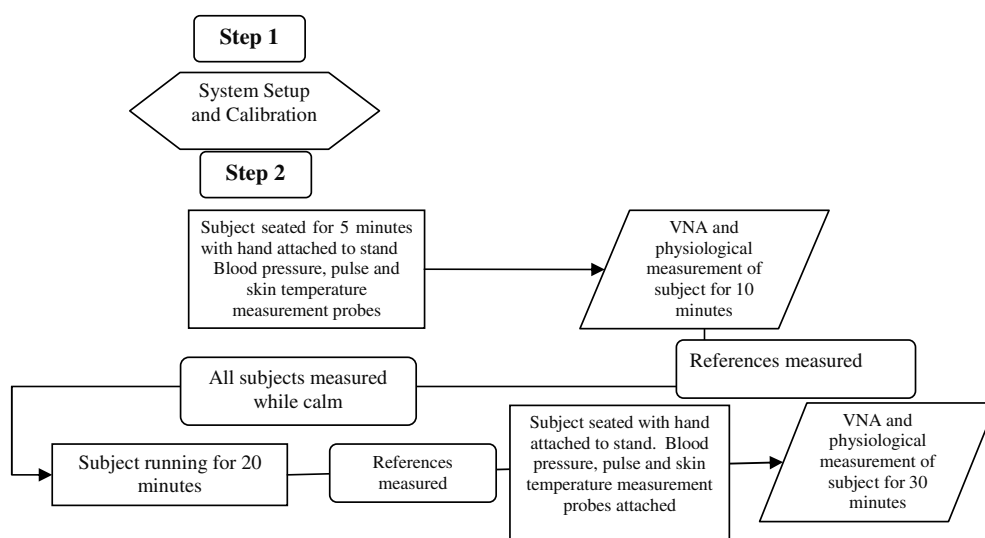 Step 1
System Setup
and Calibration
Step 2
Subject seated for 5 minutes
with hand attached to stand
Blood pressure, pulse and
skin temperature
measurement probes
VNA and
physiological
measurement of
subject for 10
minutes
References measured
All subjects measured
while calm
Subject running for 20
minutes
References
measured
Subject seated with hand
attached to stand. Blood
pressure, pulse and skin
temperature measurement
probes attached
VNA and
physiological
measurement of
subject for 30
minutes